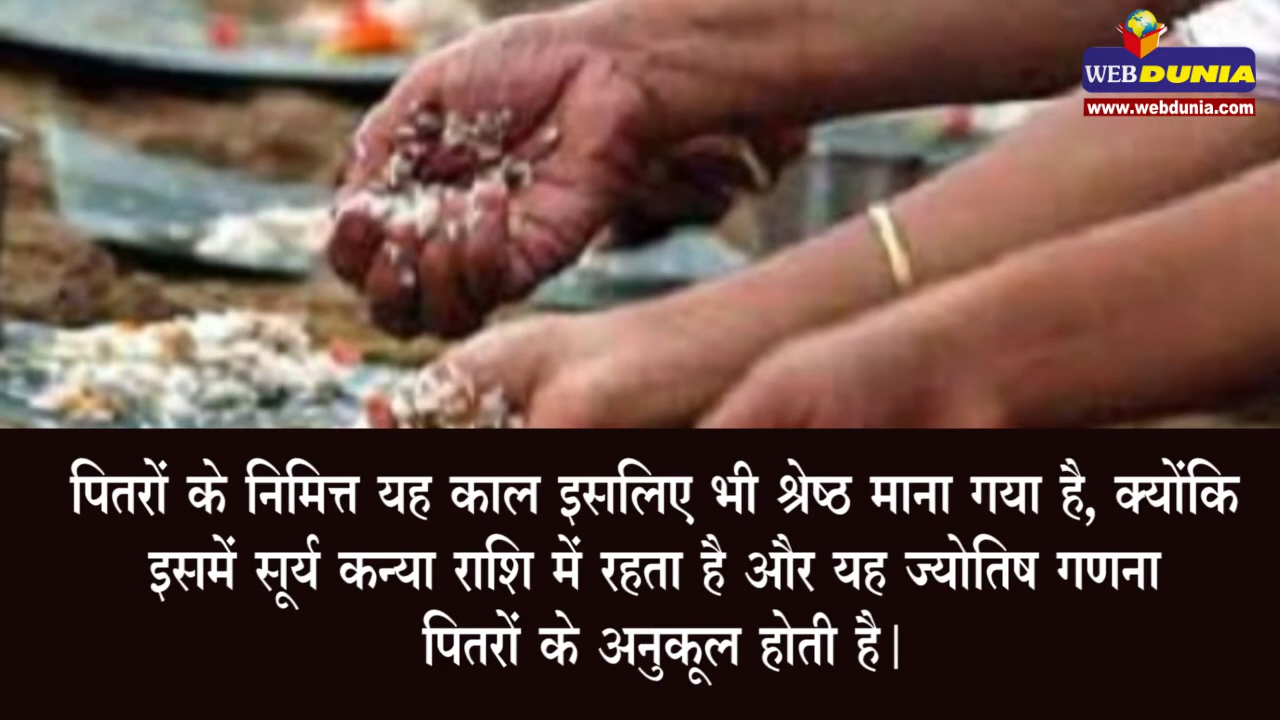 WEBDUNIA
www.webdunia.com
पितरों के निमित्त यह काल इसलिए भी श्रेष्ठ माना गया है, क्योंकि
इसमें सूर्य कन्या राशि में रहता है और यह ज्योतिष गणना
पितरों के अनुकूल होती है।